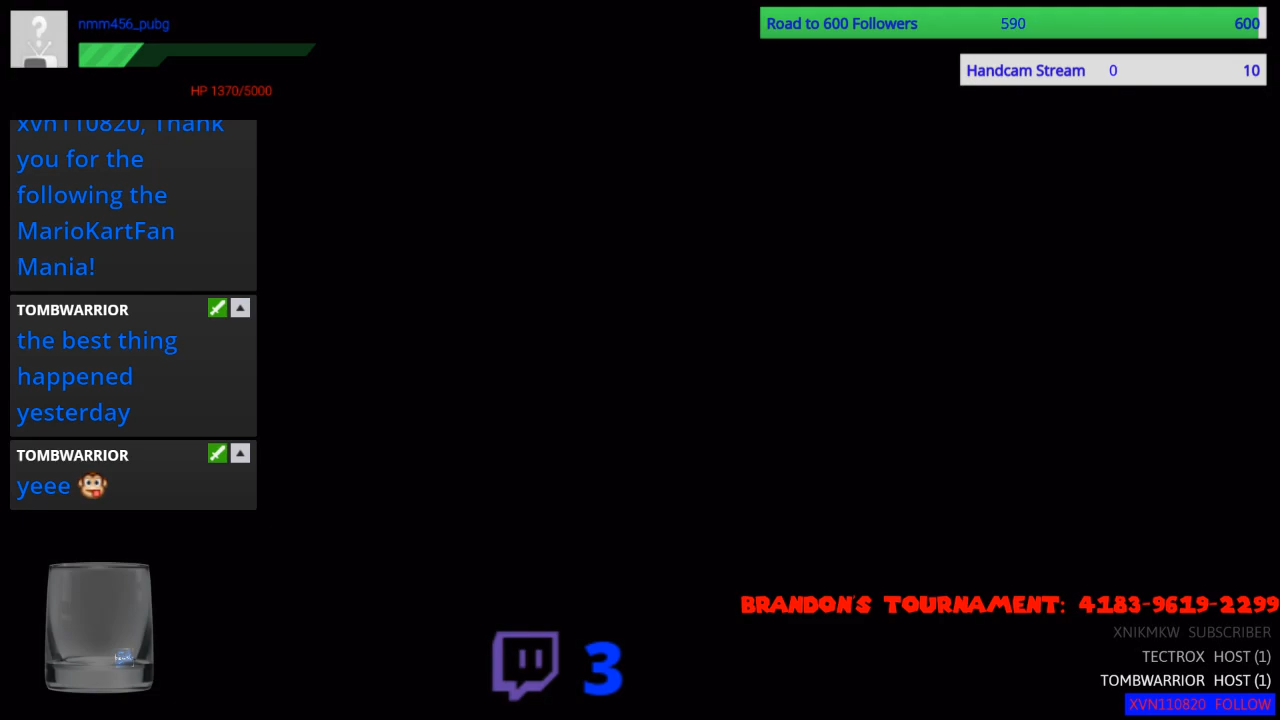 nmm456_pubg
HP 1370/5000
Road to 600 Followers 590 600
Handcam Stream 0 10
xvn110820, Thank
you for the
following the
MarioKartFan
Mania!
TOMBWARRIOR
the best thing
happened
yesterday
TOMBWARRIOR
yeee
3
BRANDON'S TOURNAMENT: 4183-9619-2299
XNIKMKW SUBSCRIBER
TECTROX HOST (1)
TOMBWARRIOR HOST (1)
XVN110820 FOLLOW